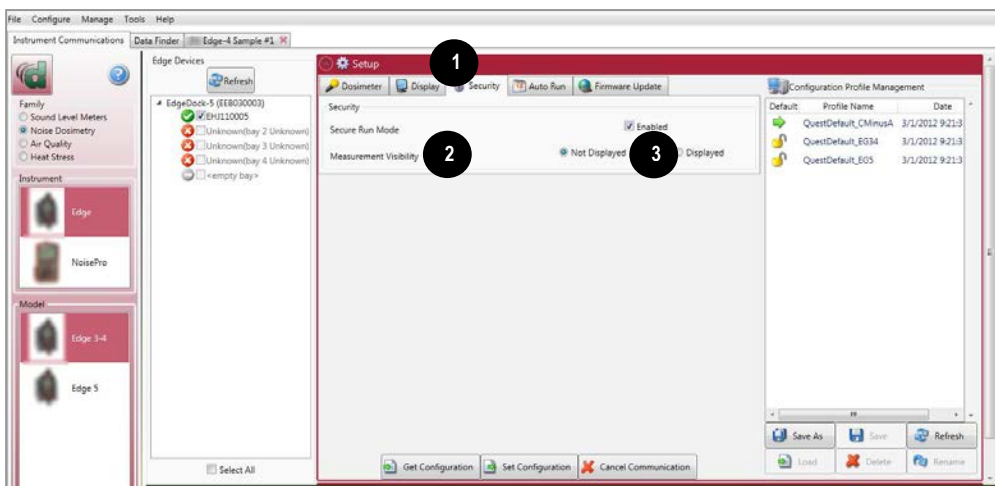 File Configure Manage Tools Help
Instrument Communications Data Finder Edge-4 Sample #1
Family
Sound Level Meters
Noise Dosimetry
Air Quality
Heat Stress
Instrument
Edge
NoisePro
Model
Edge 3-4
Edge 5
Edge Devices
Refresh
EdgeDock-5 (EEB030003)
EHJ110005
Unknown(bay 2 Unknown)
Unknown(bay 3 Unknown)
Unknown(bay 4 Unknown)
<empty bay>
Select All
Setup
1
Dosimeter Display Security Auto Run Firmware Update
Security
Secure Run Mode Enabled
Measurement Visibility 2 Not Displayed 3 Displayed
Get Configuration Set Configuration Cancel Communication
Configuration Profile Management
Default Profile Name Date
QuestDefault_CMinusA 3/1/2012 9:21:3
QuestDefault_EG34 3/1/2012 9:21:3
QuestDefault_EG5 3/1/2012 9:21:3
Save As Save Refresh
Load Delete Rename